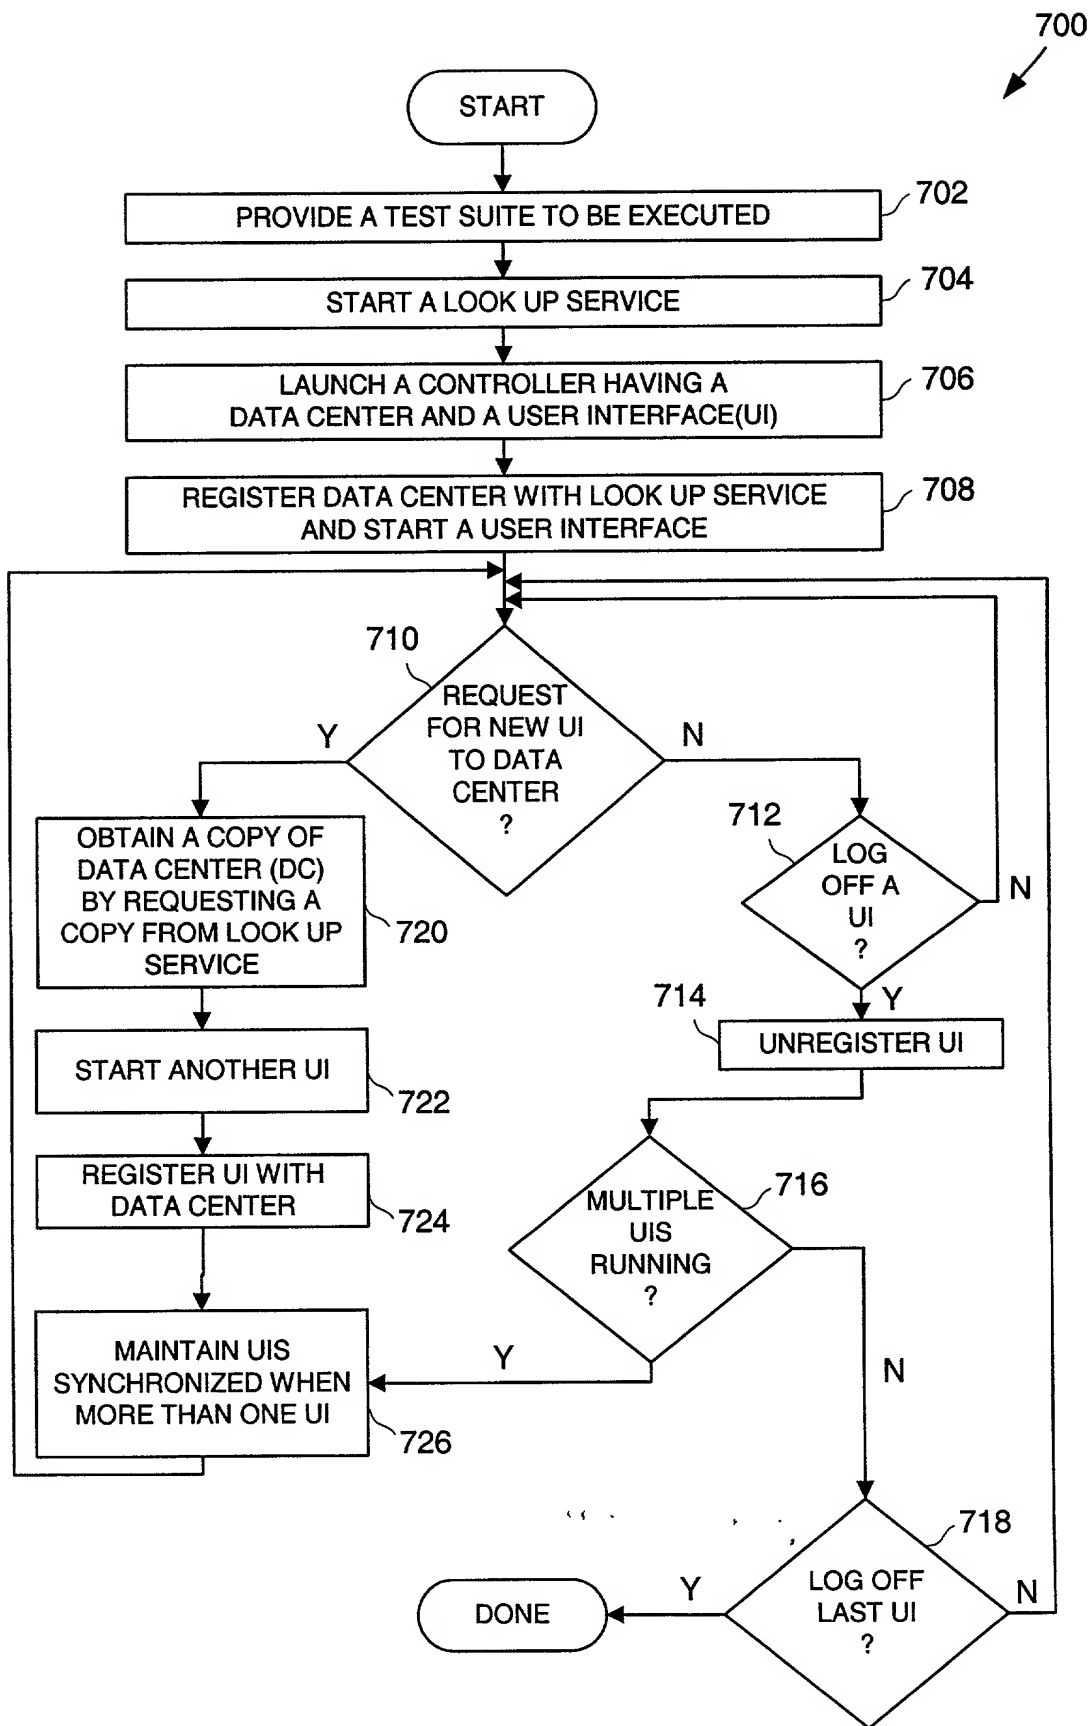 700
START
PROVIDE A TEST SUITE TO BE EXECUTED
702
START A LOOK UP SERVICE
704
LAUNCH A CONTROLLER HAVING A
DATA CENTER AND A USER INTERFACE(UI)
706
REGISTER DATA CENTER WITH LOOK UP SERVICE
AND START A USER INTERFACE
708
710
REQUEST
FOR NEW UI
TO DATA
CENTER
?
Y
N
OBTAIN A COPY OF
DATA CENTER (DC)
BY REQUESTING A
COPY FROM LOOK UP
SERVICE
720
712
LOG
OFF A
UI
?
N
Y
714
UNREGISTER UI
START ANOTHER UI
722
REGISTER UI WITH
DATA CENTER
724
MULTIPLE
UIS
RUNNING
?
716
Y
N
MAINTAIN UIS
SYNCHRONIZED WHEN
MORE THAN ONE UI
726
718
LOG OFF
LAST UI
?
Y
N
DONE